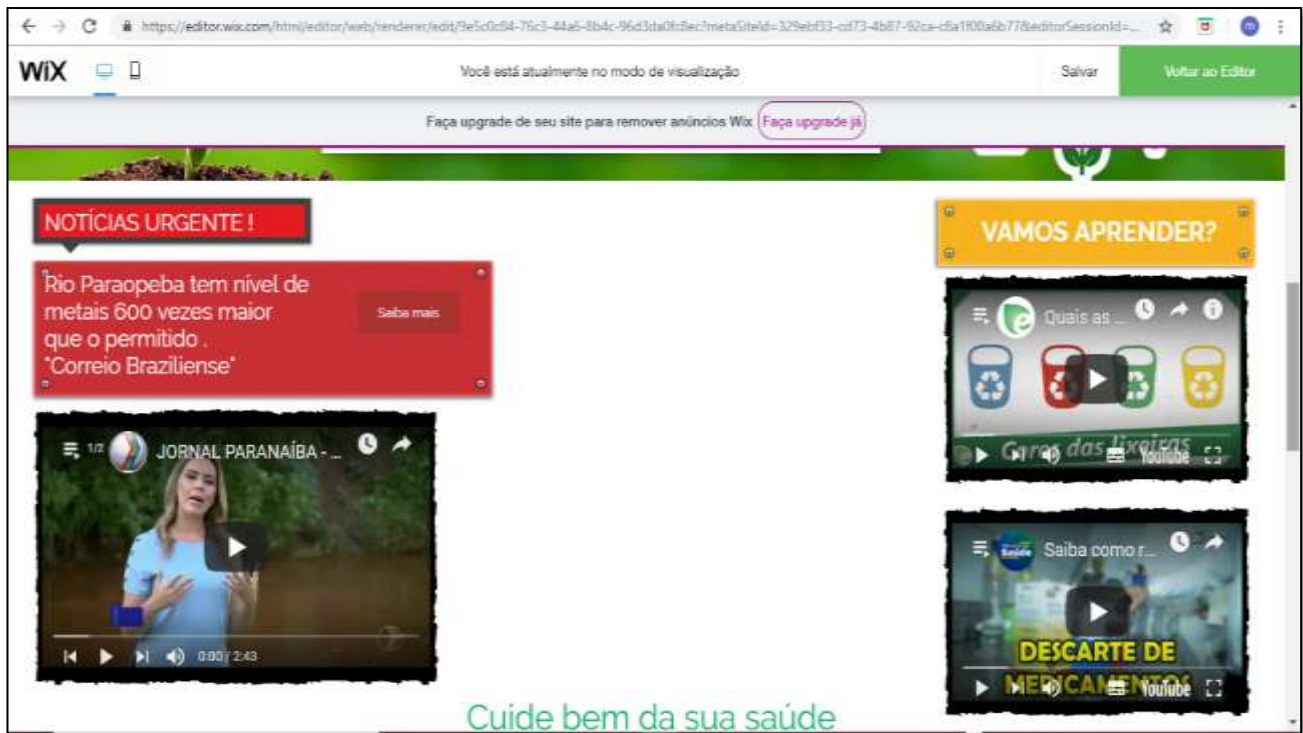 WiX
Você está atualmente no modo de visualização
Salvar
Voltar ao Editor
Faça upgrade de seu site para remover anúncios Wix
Faça upgrade já
NOTÍCIAS URGENTE !
Rio Paraopeba tem nível de
metais 600 vezes maior
que o permitido .
"Correio Braziliense"
Saiba mais
1/2
JORNAL PARANAÍBA - ...
0:00 / 2:43
VAMOS APRENDER?
Quais as ...
das lixeiras
YouTube
Saúde
Saiba como r...
DESCARTE DE
MEDICAMENTOS
YouTube
Cuide bem da sua saúde